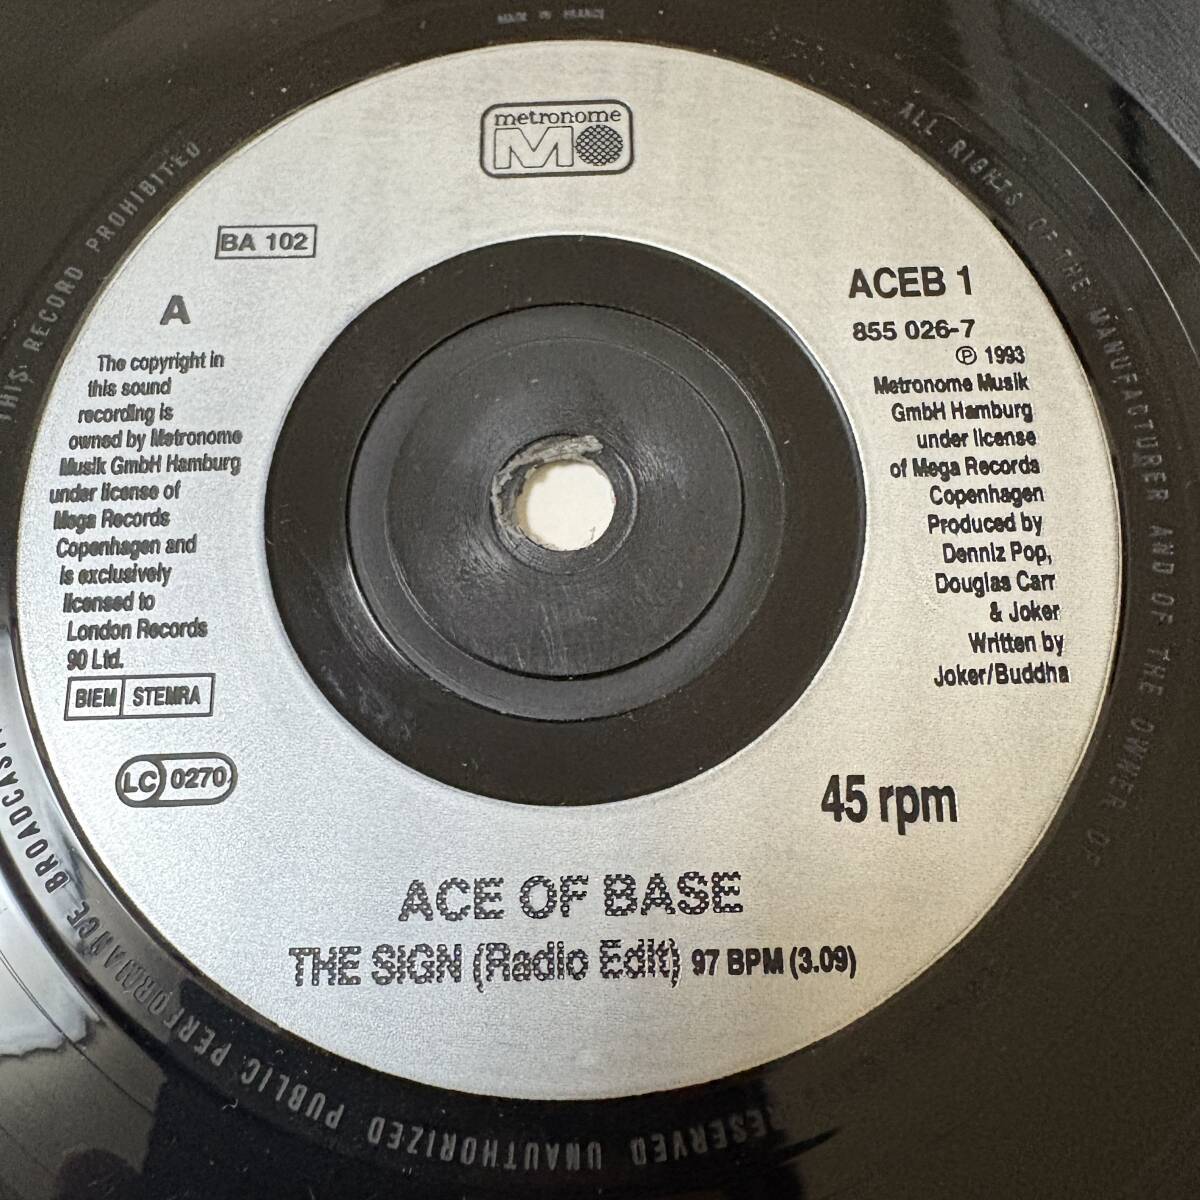 MADE IN FRANCE
metronome
M
BA 102
A
The copyright in
this sound
recording is
owned by Metronome
Musik GmbH Hamburg
under license of
Mega Records
Copenhagen and
is exclusively
licensed to
London Records
90 Ltd.
BIEM STEMRA
LC 0270
ACEB 1
855 026-7
℗ 1993
Metronome Musik
GmbH Hamburg
under license
of Mega Records
Copenhagen
Produced by
Denniz Pop,
Douglas Carr
& Joker
Written by
Joker/Buddha
45 rpm
ACE OF BASE
THE SIGN (Radio Edit) 97 BPM (3.09)
ALL RIGHTS OF THE MANUFACTURER AND OF THE OWNER OF
RESERVED UNAUTHORIZED PUBLIC PERFORMANCE BROADCASTI
THIS RECORD PROHIBITED